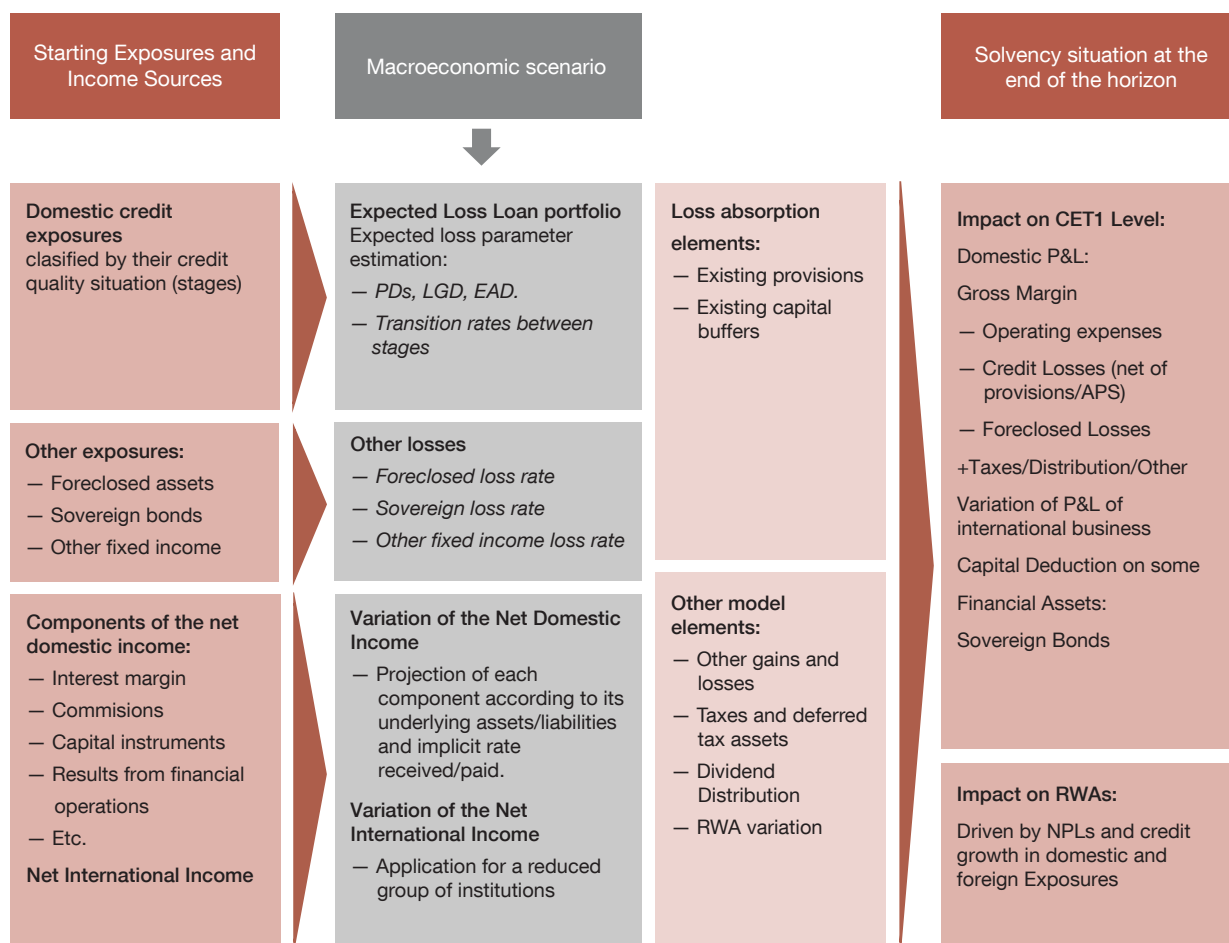 Starting Exposures and
Income Sources
Macroeconomic scenario
Solvency situation at the
end of the horizon
Domestic credit
exposures
clasified by their credit
quality situation (stages)
Expected Loss Loan portfolio
Expected loss parameter
estimation:
— PDs, LGD, EAD.
— Transition rates between
stages
Loss absorption
elements:
— Existing provisions
— Existing capital
buffers
Impact on CET1 Level:
Domestic P&L:
Gross Margin
— Operating expenses
— Credit Losses (net of
provisions/APS)
— Foreclosed Losses
+Taxes/Distribution/Other
Variation of P&L of
international business
Capital Deduction on some
Financial Assets:
Sovereign Bonds
Other exposures:
— Foreclosed assets
— Sovereign bonds
— Other fixed income
Other losses
— Foreclosed loss rate
— Sovereign loss rate
— Other fixed income loss rate
Components of the net
domestic income:
— Interest margin
— Commisions
— Capital instruments
— Results from financial
operations
— Etc.
Net International Income
Variation of the Net Domestic
Income
— Projection of each
component according to its
underlying assets/liabilities
and implicit rate
received/paid.
Variation of the Net
International Income
— Application for a reduced
group of institutions
Other model
elements:
— Other gains and
losses
— Taxes and deferred
tax assets
— Dividend
Distribution
— RWA variation
Impact on RWAs:
Driven by NPLs and credit
growth in domestic and
foreign Exposures